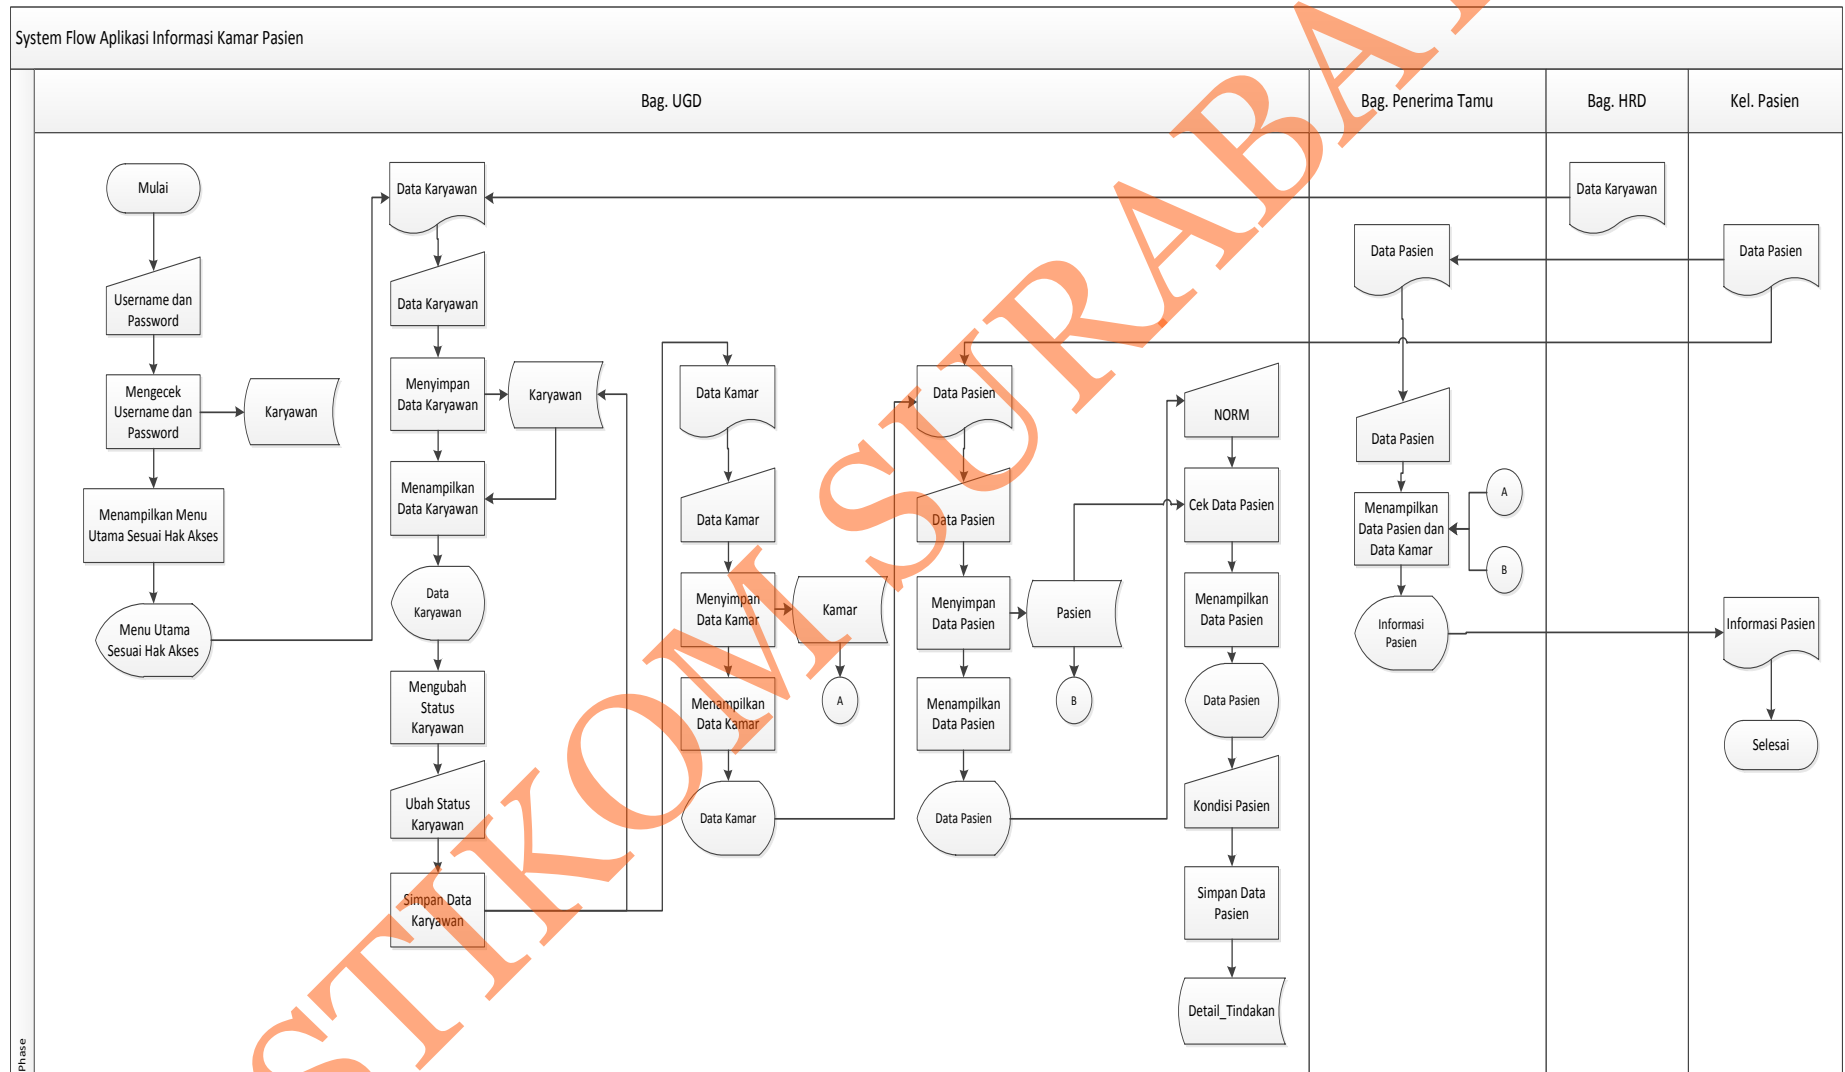 System Flow Aplikasi Informasi Kamar Pasien
Bag. UGD
Bag. Penerima Tamu
Bag. HRD
Kel. Pasien
Phase
Mulai
Username dan
Password
Mengecek
Username dan
Password
Karyawan
Menampilkan Menu
Utama Sesuai Hak Akses
Menu Utama
Sesuai Hak Akses
Data Karyawan
Data Karyawan
Menyimpan
Data Karyawan
Karyawan
Menampilkan
Data Karyawan
Data
Karyawan
Mengubah
Status
Karyawan
Ubah Status
Karyawan
Simpan Data
Karyawan
Data Kamar
Data Kamar
Menyimpan
Data Kamar
Kamar
Menampilkan
Data Kamar
A
Data Kamar
Data Pasien
Data Pasien
Menyimpan
Data Pasien
Pasien
Menampilkan
Data Pasien
B
Data Pasien
NORM
Cek Data Pasien
Menampilkan
Data Pasien
Data Pasien
Kondisi Pasien
Simpan Data
Pasien
Detail_Tindakan
Data Pasien
Data Pasien
Menampilkan
Data Pasien dan
Data Kamar
A
B
Informasi
Pasien
Data Karyawan
Data Pasien
Informasi Pasien
Selesai
STIKOM SURABA